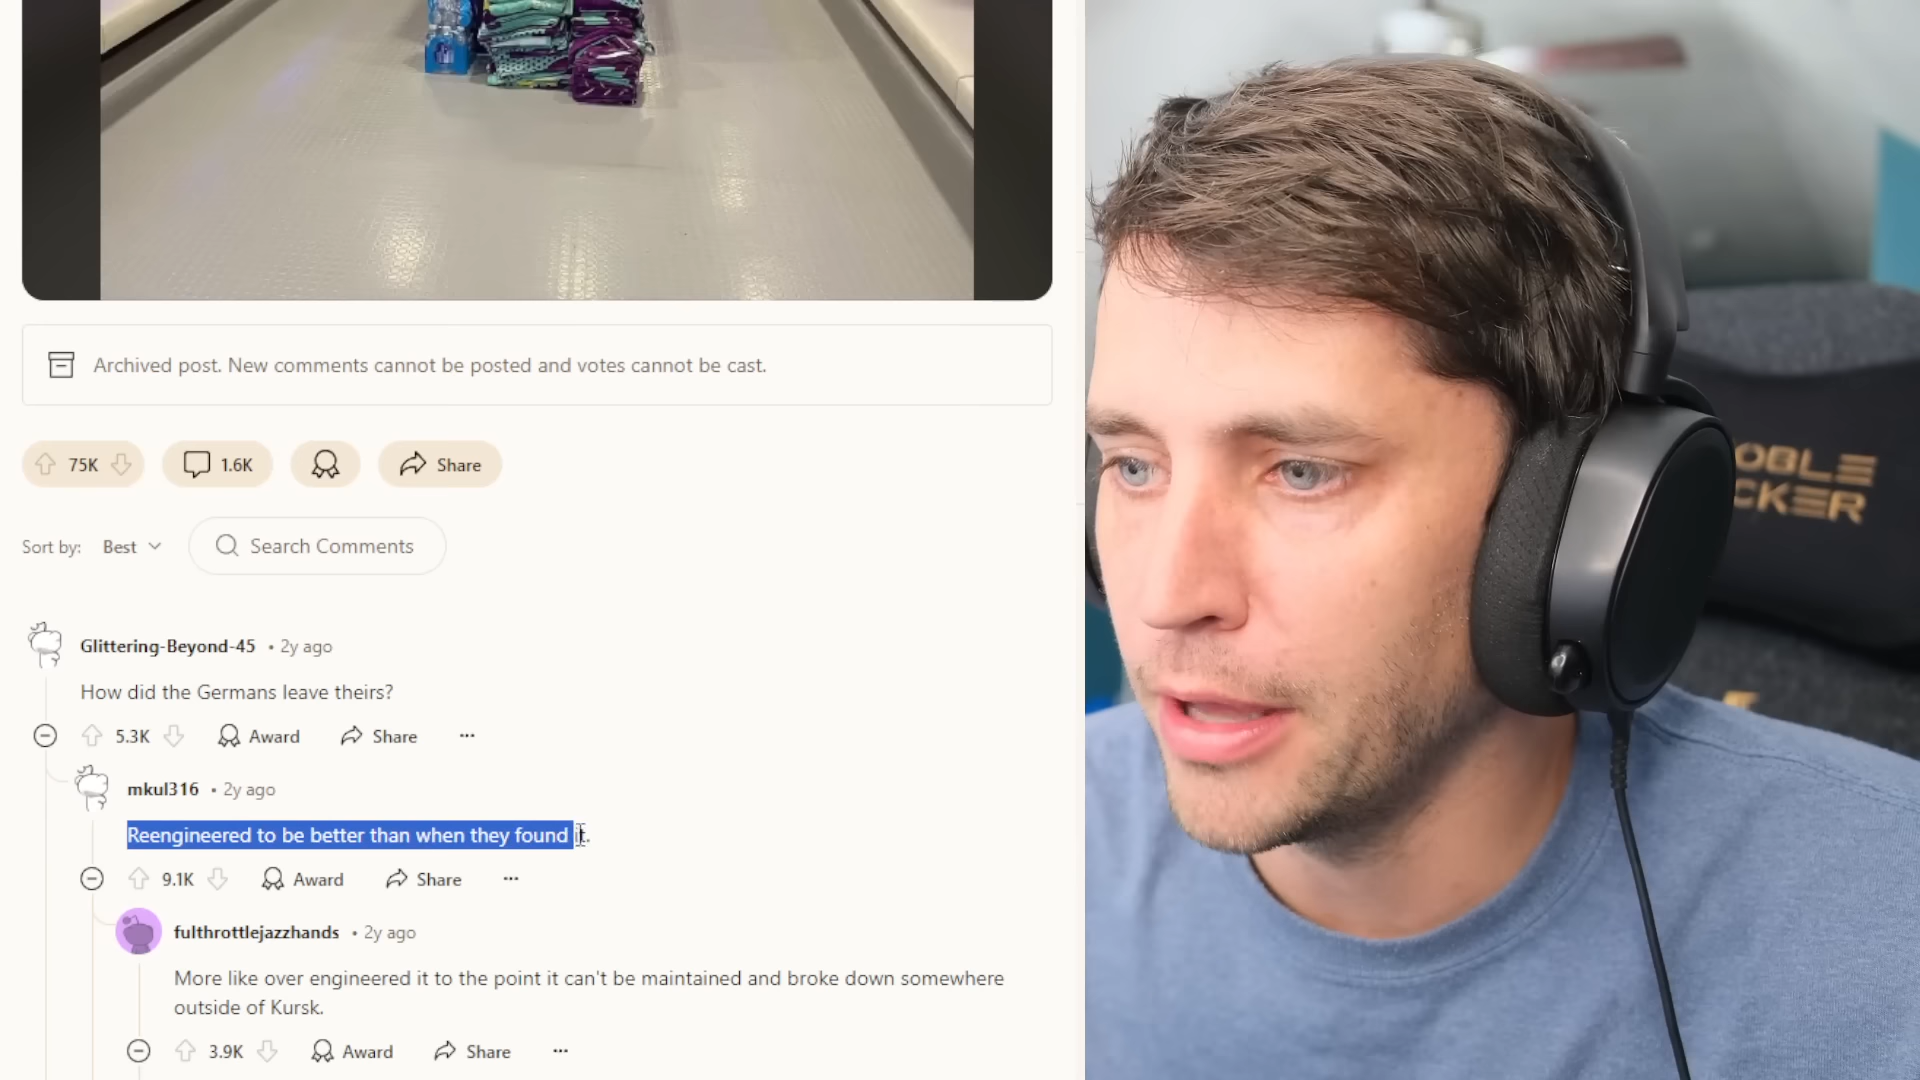 Archived post. New comments cannot be posted and votes cannot be cast.
75K
1.6K
Share
Sort by: Best
Search Comments
Glittering-Beyond-45 • 2y ago
How did the Germans leave theirs?
5.3K Award Share ...
mkul316 • 2y ago
Reengineered to be better than when they found it.
9.1K Award Share ...
fulthrottlejazzhands • 2y ago
More like over engineered it to the point it can't be maintained and broke down somewhere
outside of Kursk.
3.9K Award Share ...
OBLE
CKER